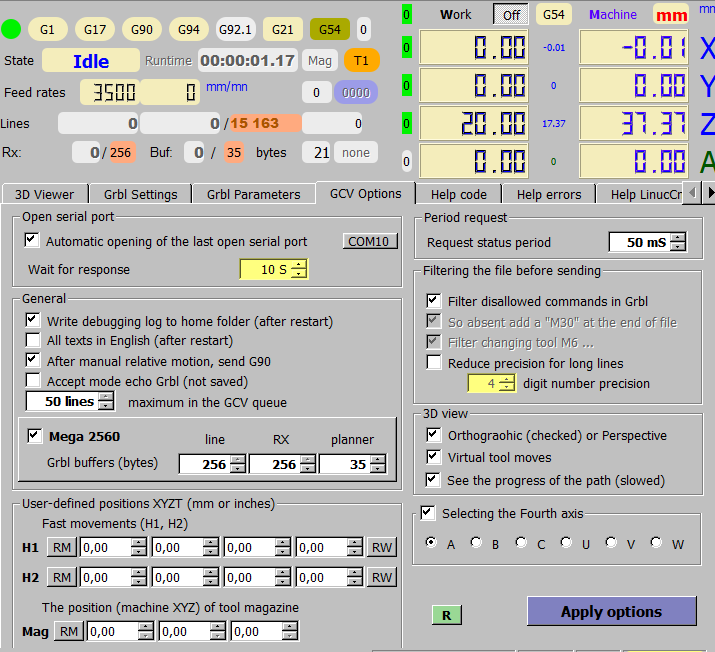 G1 G17 G90 G94 G92.1 G21 G54 0
State Idle Runtime 00:00:01.17 Mag T1
Feed rates 3500 0 mm/mn 0 0000
Lines 0 0 /15 163 0
Rx: 0/256 Buf: 0 / 35 bytes 21 none
0 Work Off G54 Machine mm mm
0 0.00 -0.01 -0.01 X
0 0.00 0 0.00 Y
0 20.00 17.37 37.37 Z
0 0.00 0 0.00 A
3D Viewer Grbl Settings Grbl Parameters GCV Options Help code Help errors Help LinucCr
Open serial port
Automatic opening of the last open serial port COM10
Wait for response 10 S
General
Write debugging log to home folder (after restart)
All texts in English (after restart)
After manual relative motion, send G90
Accept mode echo Grbl (not saved)
50 lines maximum in the GCV queue
Mega 2560 line RX planner
Grbl buffers (bytes) 256 256 35
User-defined positions XYZT (mm or inches)
Fast movements (H1, H2)
H1 RM 0,00 0,00 0,00 0,00 RW
H2 RM 0,00 0,00 0,00 0,00 RW
The position (machine XYZ) of tool magazine
Mag RM 0,00 0,00 0,00
Period request
Request status period 50 mS
Filtering the file before sending
Filter disallowed commands in Grbl
So absent add a "M30" at the end of file
Filter changing tool M6 ...
Reduce precision for long lines
4 digit number precision
3D view
Orthograohic (checked) or Perspective
Virtual tool moves
See the progress of the path (slowed)
Selecting the Fourth axis
A B C U V W
R Apply options